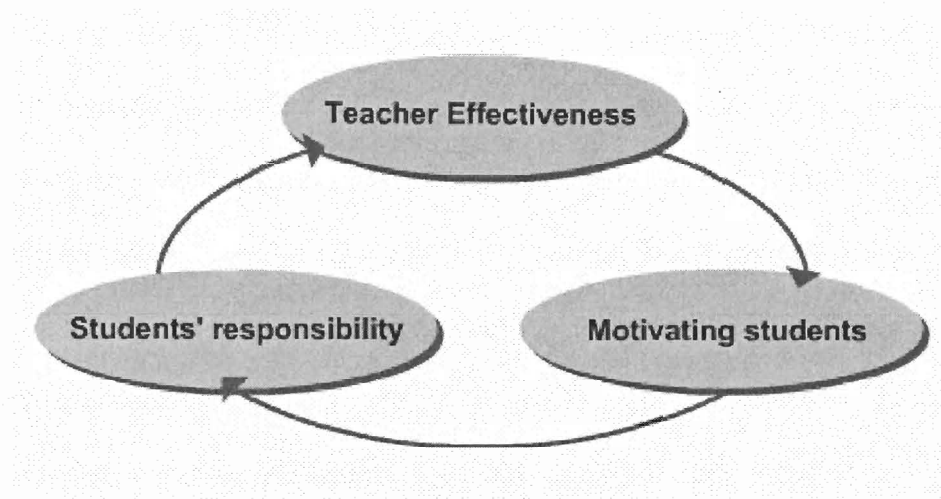 Teacher Effectiveness
Students' responsibility
Motivating students